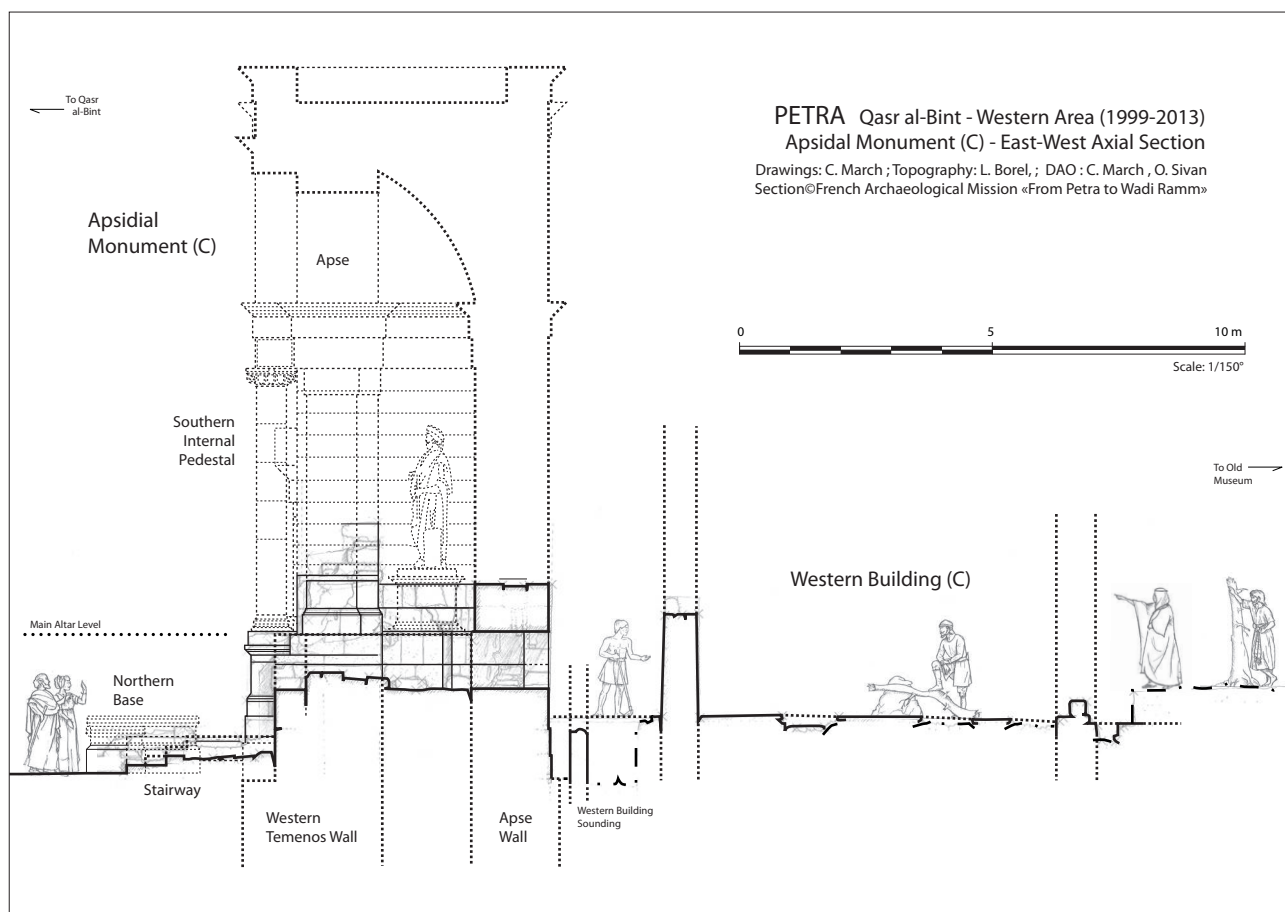 To Qasr
al-Bint
PETRA Qasr al-Bint - Western Area (1999-2013)
Apsidal Monument (C) - East-West Axial Section
Drawings: C. March ; Topography: L. Borel, ; DAO : C. March , O. Sivan
Section©French Archaeological Mission «From Petra to Wadi Ramm»
Apsidial
Monument (C)
Apse
0 5 10 m
Scale: 1/150°
Southern
Internal
Pedestal
To Old
Museum
Western Building (C)
Main Altar Level
Northern
Base
Stairway
Western
Temenos Wall
Apse
Wall
Western Building
Sounding